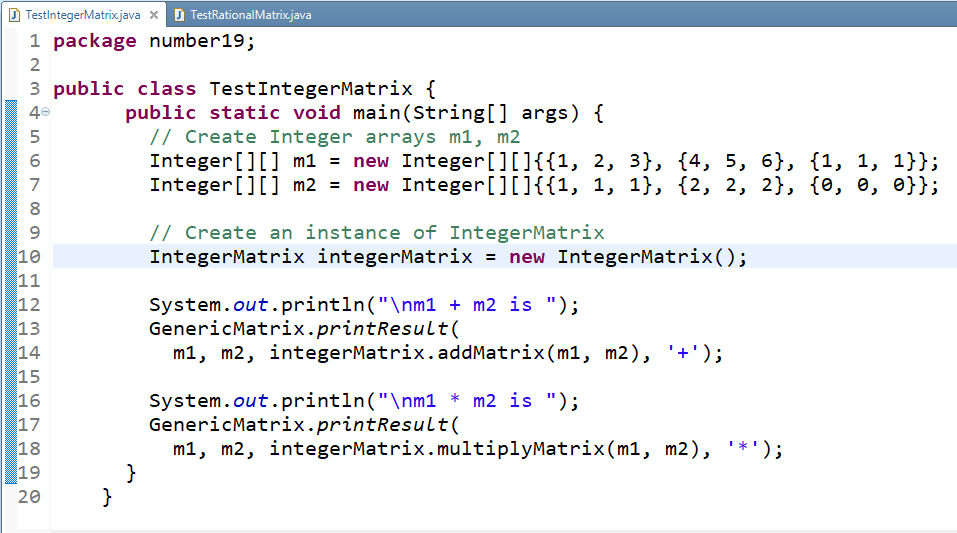 TestIntegerMatrix.java TestRationalMatrix.java
1 package number19;
2
3 public class TestIntegerMatrix {
4 public static void main(String[] args) {
5 // Create Integer arrays m1, m2
6 Integer[][] m1 = new Integer[][]{{1, 2, 3}, {4, 5, 6}, {1, 1, 1}};
7 Integer[][] m2 = new Integer[][]{{1, 1, 1}, {2, 2, 2}, {0, 0, 0}};
8
9 // Create an instance of IntegerMatrix
10 IntegerMatrix integerMatrix = new IntegerMatrix();
11
12 System.out.println("\nm1 + m2 is ");
13 GenericMatrix.printResult(
14 m1, m2, integerMatrix.addMatrix(m1, m2), '+');
15
16 System.out.println("\nm1 * m2 is ");
17 GenericMatrix.printResult(
18 m1, m2, integerMatrix.multiplyMatrix(m1, m2), '*');
19 }
20 }